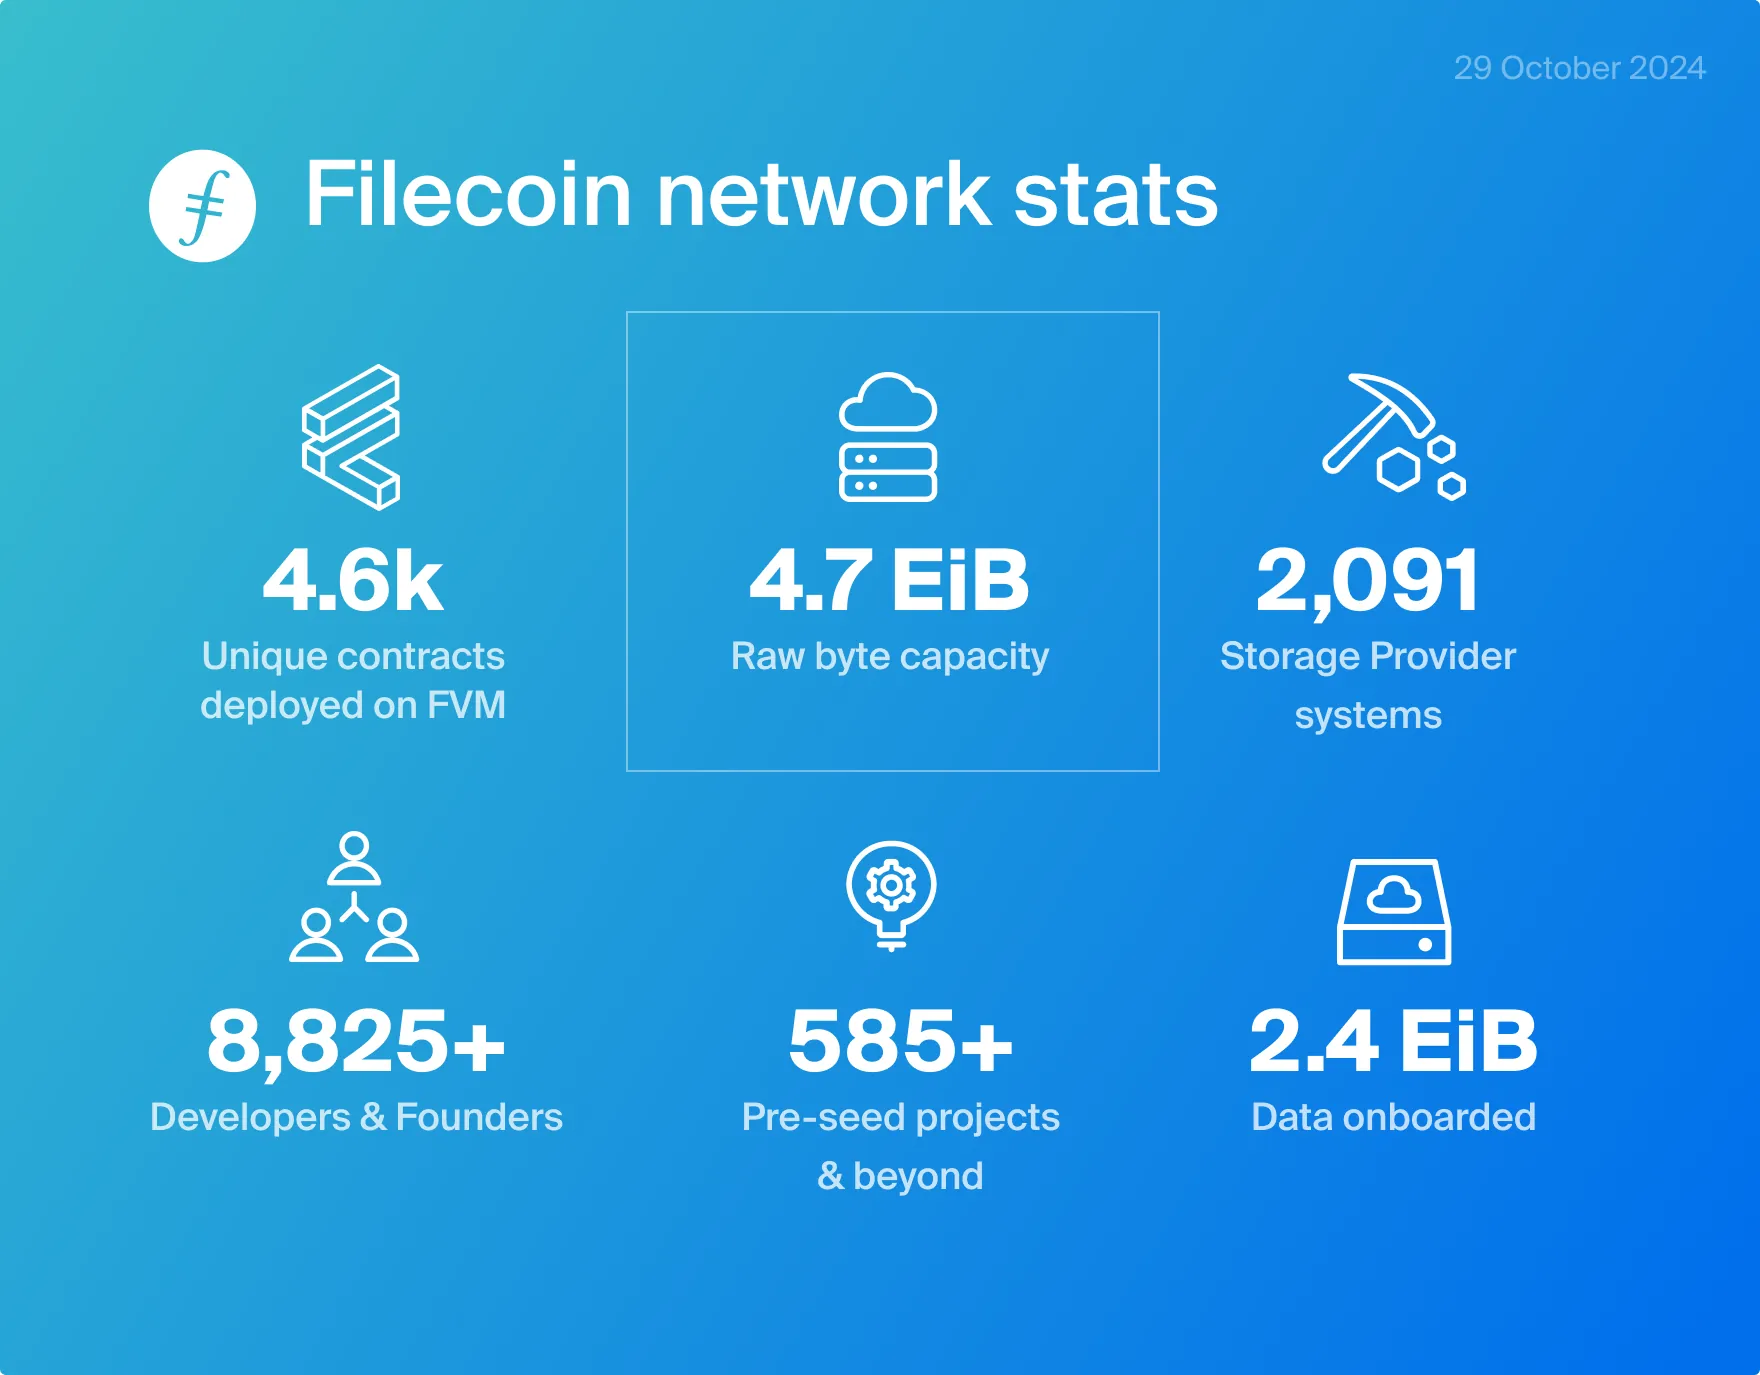 29 October 2024
Filecoin network stats
4.6k
Unique contracts
deployed on FVM
4.7 EiB
Raw byte capacity
2,091
Storage Provider
systems
8,825+
Developers & Founders
585+
Pre-seed projects
& beyond
2.4 EiB
Data onboarded